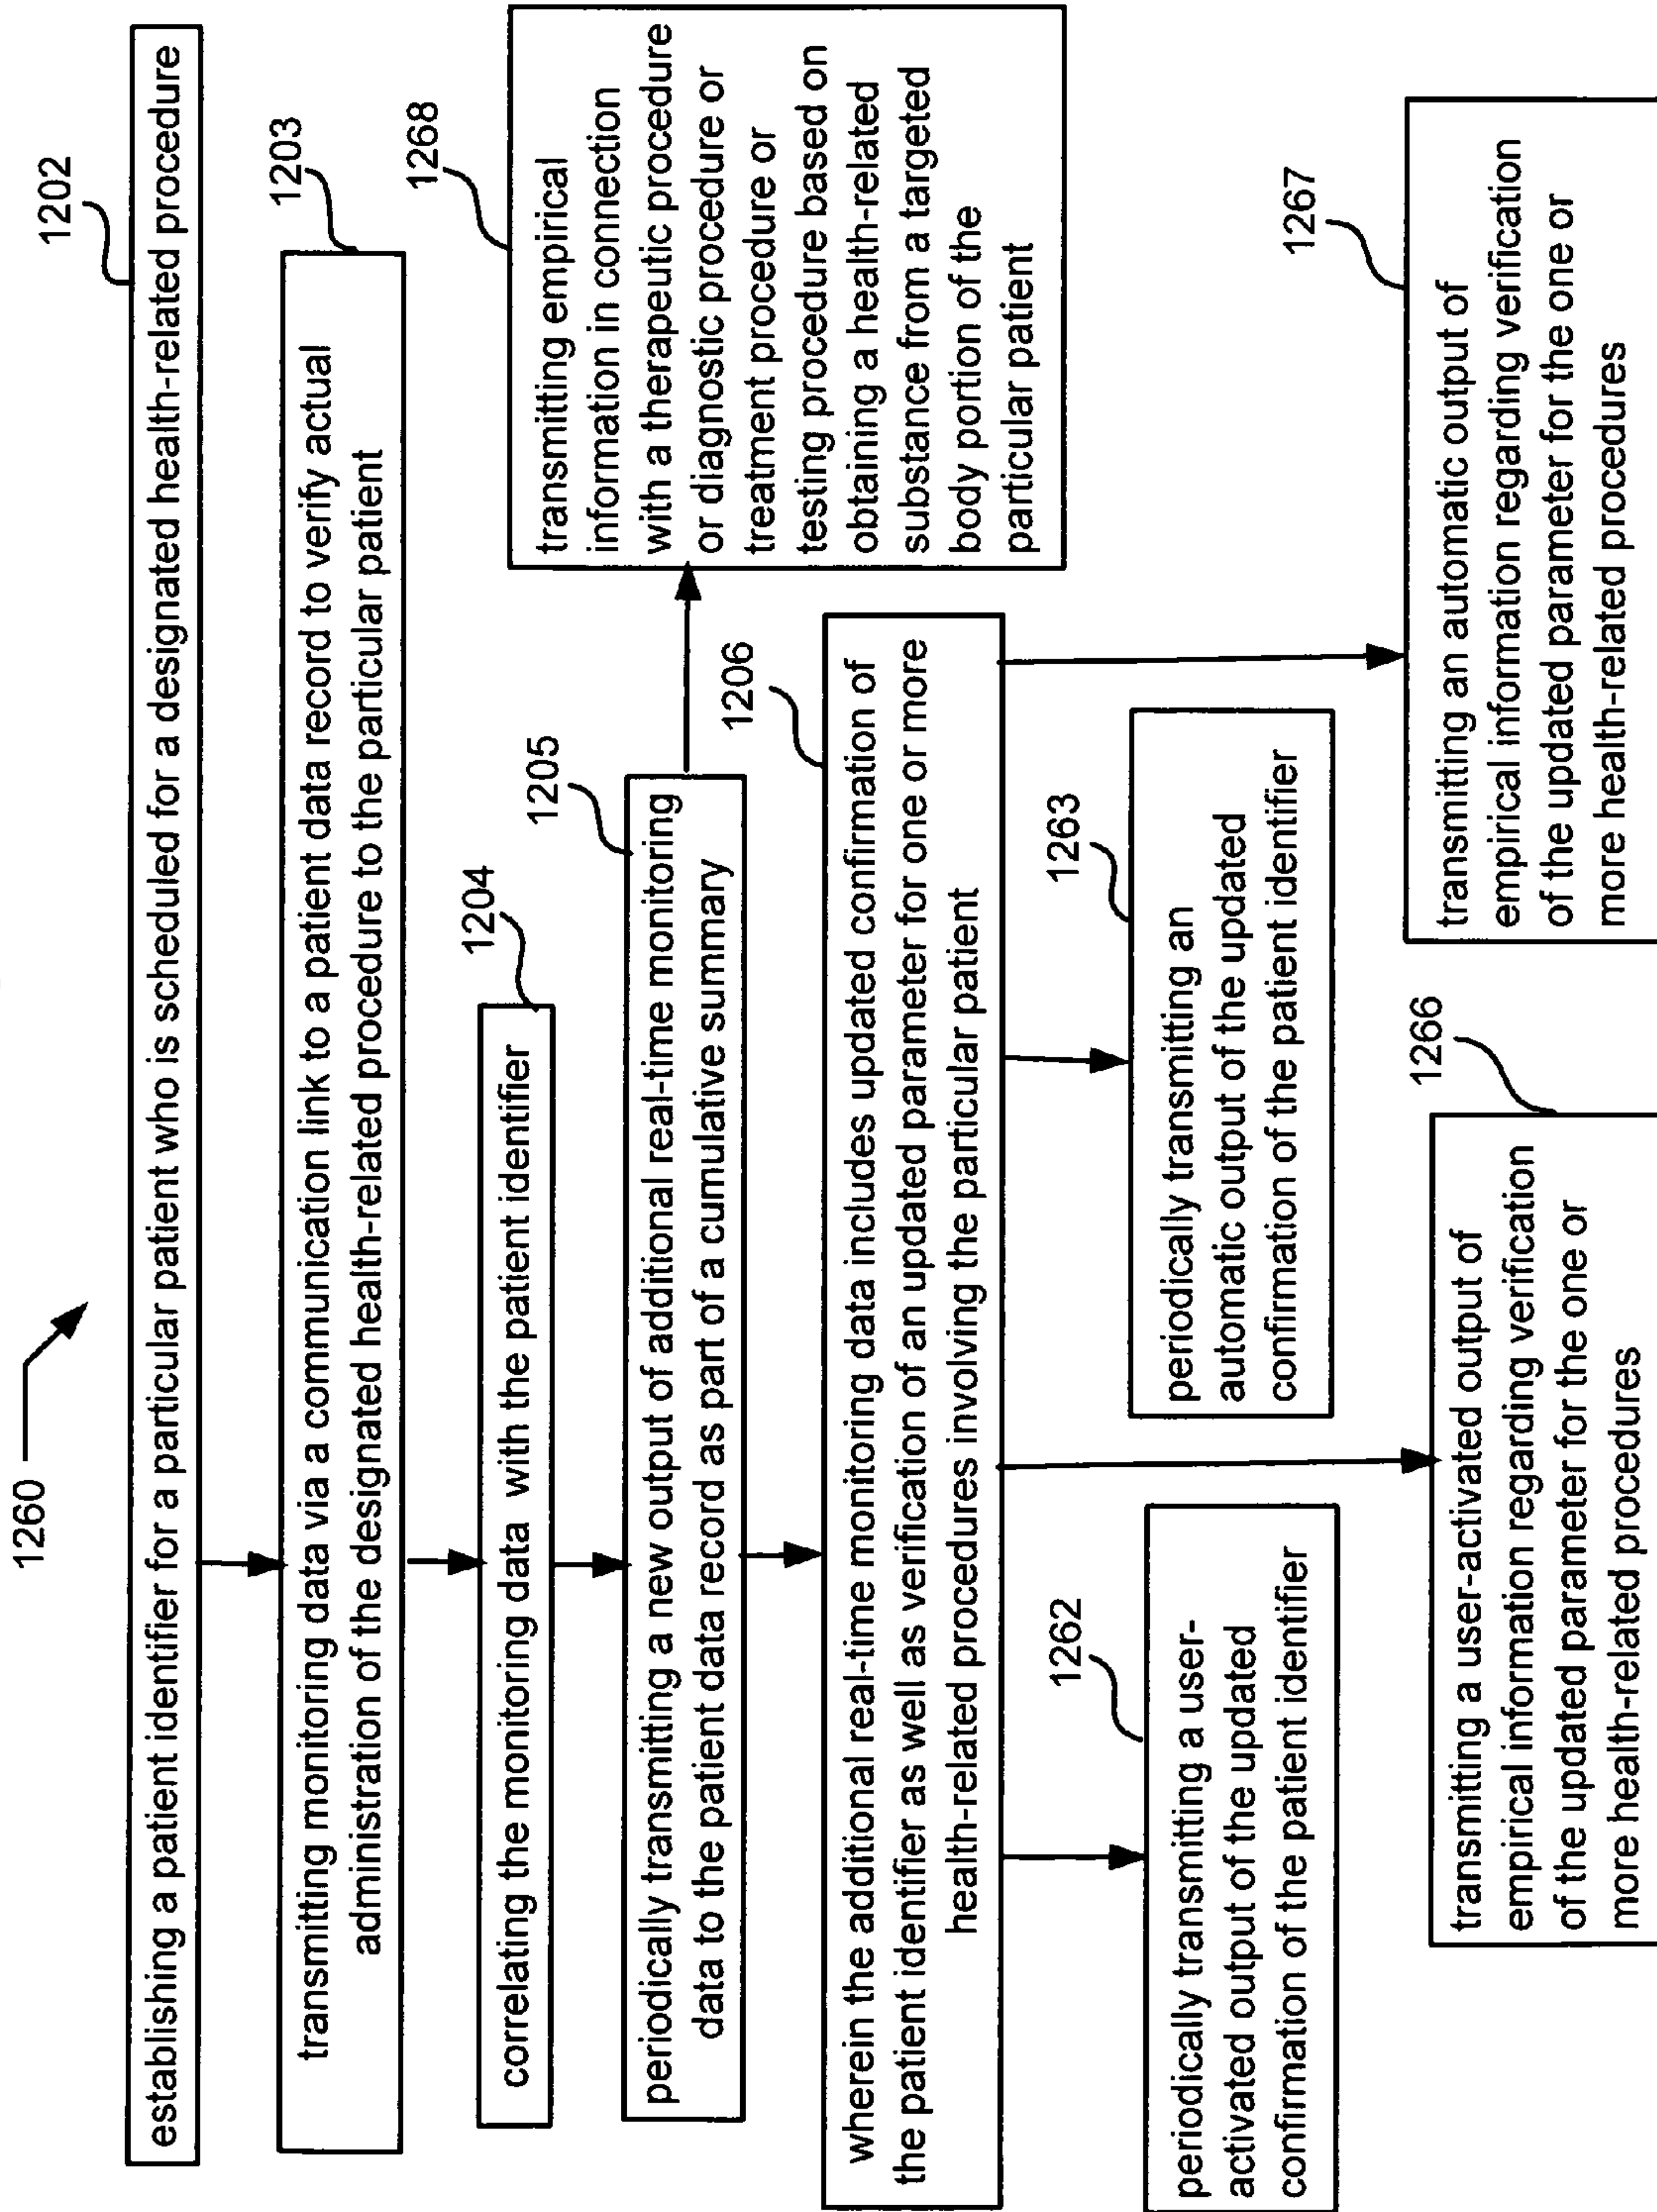 1260
1202
establishing a patient identifier for a particular patient who is scheduled for a designated health-related procedure
1203
transmitting monitoring data via a communication link to a patient data record to verify actual
administration of the designated health-related procedure to the particular patient
1204
correlating the monitoring data with the patient identifier
1205
periodically transmitting a new output of additional real-time monitoring
data to the patient data record as part of a cumulative summary
1268
transmitting empirical
information in connection
with a therapeutic procedure
or diagnostic procedure or
treatment procedure or
testing procedure based on
obtaining a health-related
substance from a targeted
body portion of the
particular patient
1206
wherein the additional real-time monitoring data includes updated confirmation of
the patient identifier as well as verification of an updated parameter for one or more
health-related procedures involving the particular patient
1262
periodically transmitting a user-
activated output of the updated
confirmation of the patient identifier
1263
periodically transmitting an
automatic output of the updated
confirmation of the patient identifier
1266
transmitting a user-activated output of
empirical information regarding verification
of the updated parameter for the one or
more health-related procedures
1267
transmitting an automatic output of
empirical information regarding verification
of the updated parameter for the one or
more health-related procedures